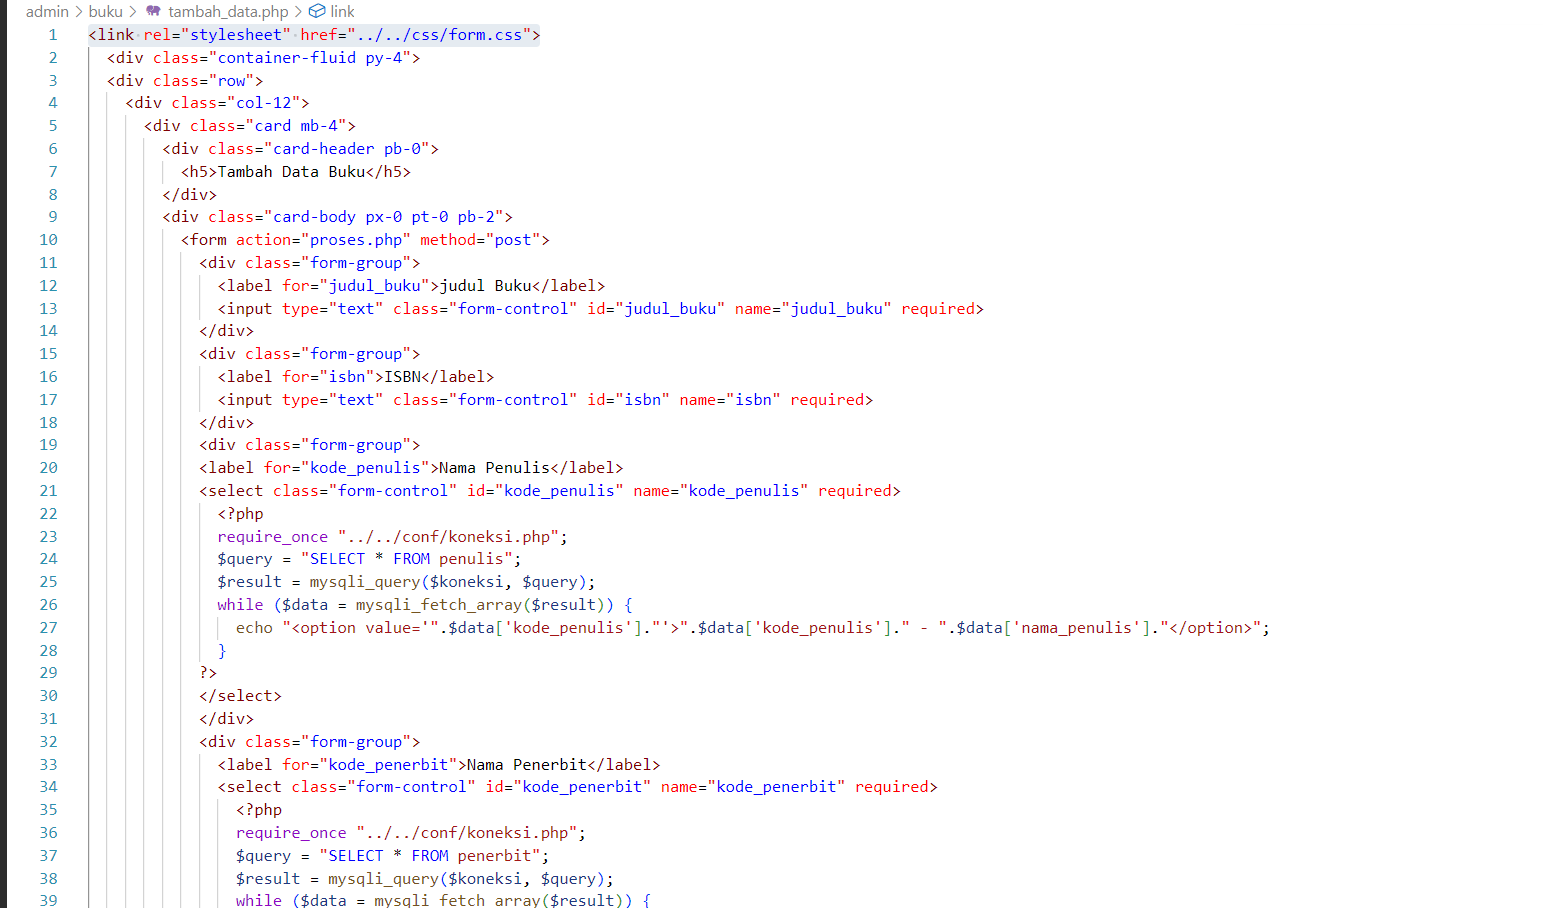 admin > buku > tambah_data.php > link
1 <link rel="stylesheet" href="../../css/form.css">
2 <div class="container-fluid py-4">
3 <div class="row">
4 <div class="col-12">
5 <div class="card mb-4">
6 <div class="card-header pb-0">
7 <h5>Tambah Data Buku</h5>
8 </div>
9 <div class="card-body px-0 pt-0 pb-2">
10 <form action="proses.php" method="post">
11 <div class="form-group">
12 <label for="judul_buku">judul Buku</label>
13 <input type="text" class="form-control" id="judul_buku" name="judul_buku" required>
14 </div>
15 <div class="form-group">
16 <label for="isbn">ISBN</label>
17 <input type="text" class="form-control" id="isbn" name="isbn" required>
18 </div>
19 <div class="form-group">
20 <label for="kode_penulis">Nama Penulis</label>
21 <select class="form-control" id="kode_penulis" name="kode_penulis" required>
22 <?php
23 require_once "../../conf/koneksi.php";
24 $query = "SELECT * FROM penulis";
25 $result = mysqli_query($koneksi, $query);
26 while ($data = mysqli_fetch_array($result)) {
27 echo "<option value='".$data['kode_penulis']."'>".$data['kode_penulis']." - ".$data['nama_penulis']."</option>";
28 }
29 ?>
30 </select>
31 </div>
32 <div class="form-group">
33 <label for="kode_penerbit">Nama Penerbit</label>
34 <select class="form-control" id="kode_penerbit" name="kode_penerbit" required>
35 <?php
36 require_once "../../conf/koneksi.php";
37 $query = "SELECT * FROM penerbit";
38 $result = mysqli_query($koneksi, $query);
39 while ($data = mysqli_fetch_array($result)) {